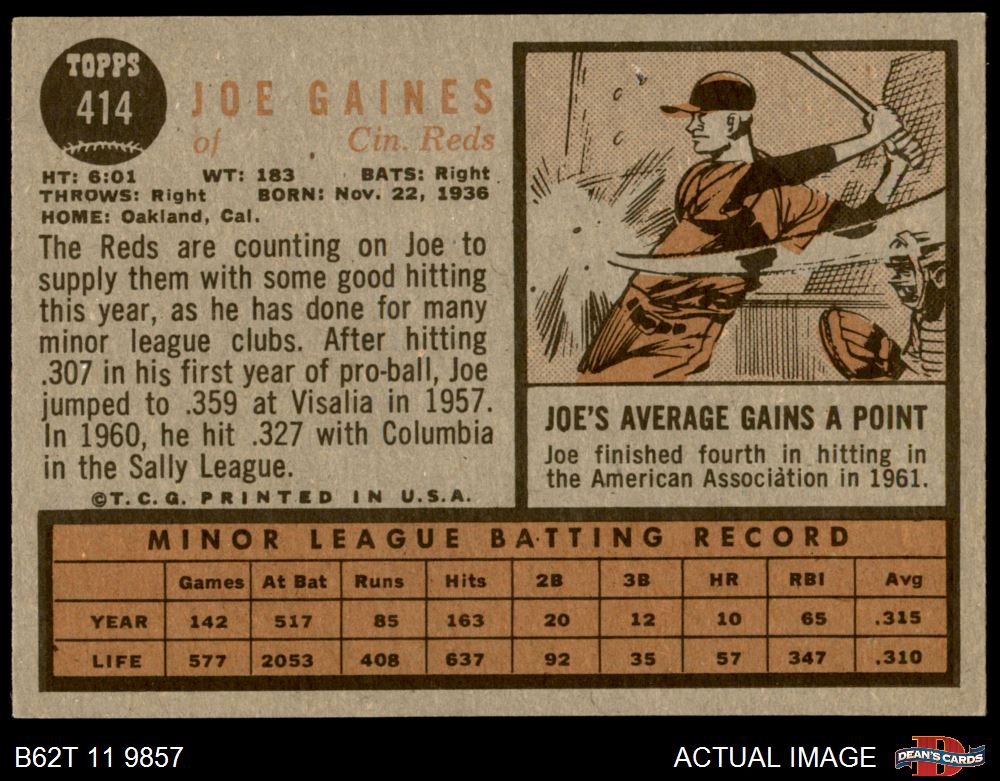 TOPPS
414
JOE GAINES
of Cin. Reds
HT: 6:01 WT: 183 BATS: Right
THROWS: Right BORN: Nov. 22, 1936
HOME: Oakland, Cal.
The Reds are counting on Joe to
supply them with some good hitting
this year, as he has done for many
minor league clubs. After hitting
.307 in his first year of pro-ball, Joe
jumped to .359 at Visalia in 1957.
In 1960, he hit .327 with Columbia
in the Sally League.
©T.C.G. PRINTED IN U.S.A.
JOE'S AVERAGE GAINS A POINT
Joe finished fourth in hitting in
the American Association in 1961.
MINOR LEAGUE BATTING RECORD
Games At Bat Runs Hits 2B 3B HR RBI Avg
YEAR 142 517 85 163 20 12 10 65 .315
LIFE 577 2053 408 637 92 35 57 347 .310
B62T 11 9857
ACTUAL IMAGE
D
DEAN'S CARDS